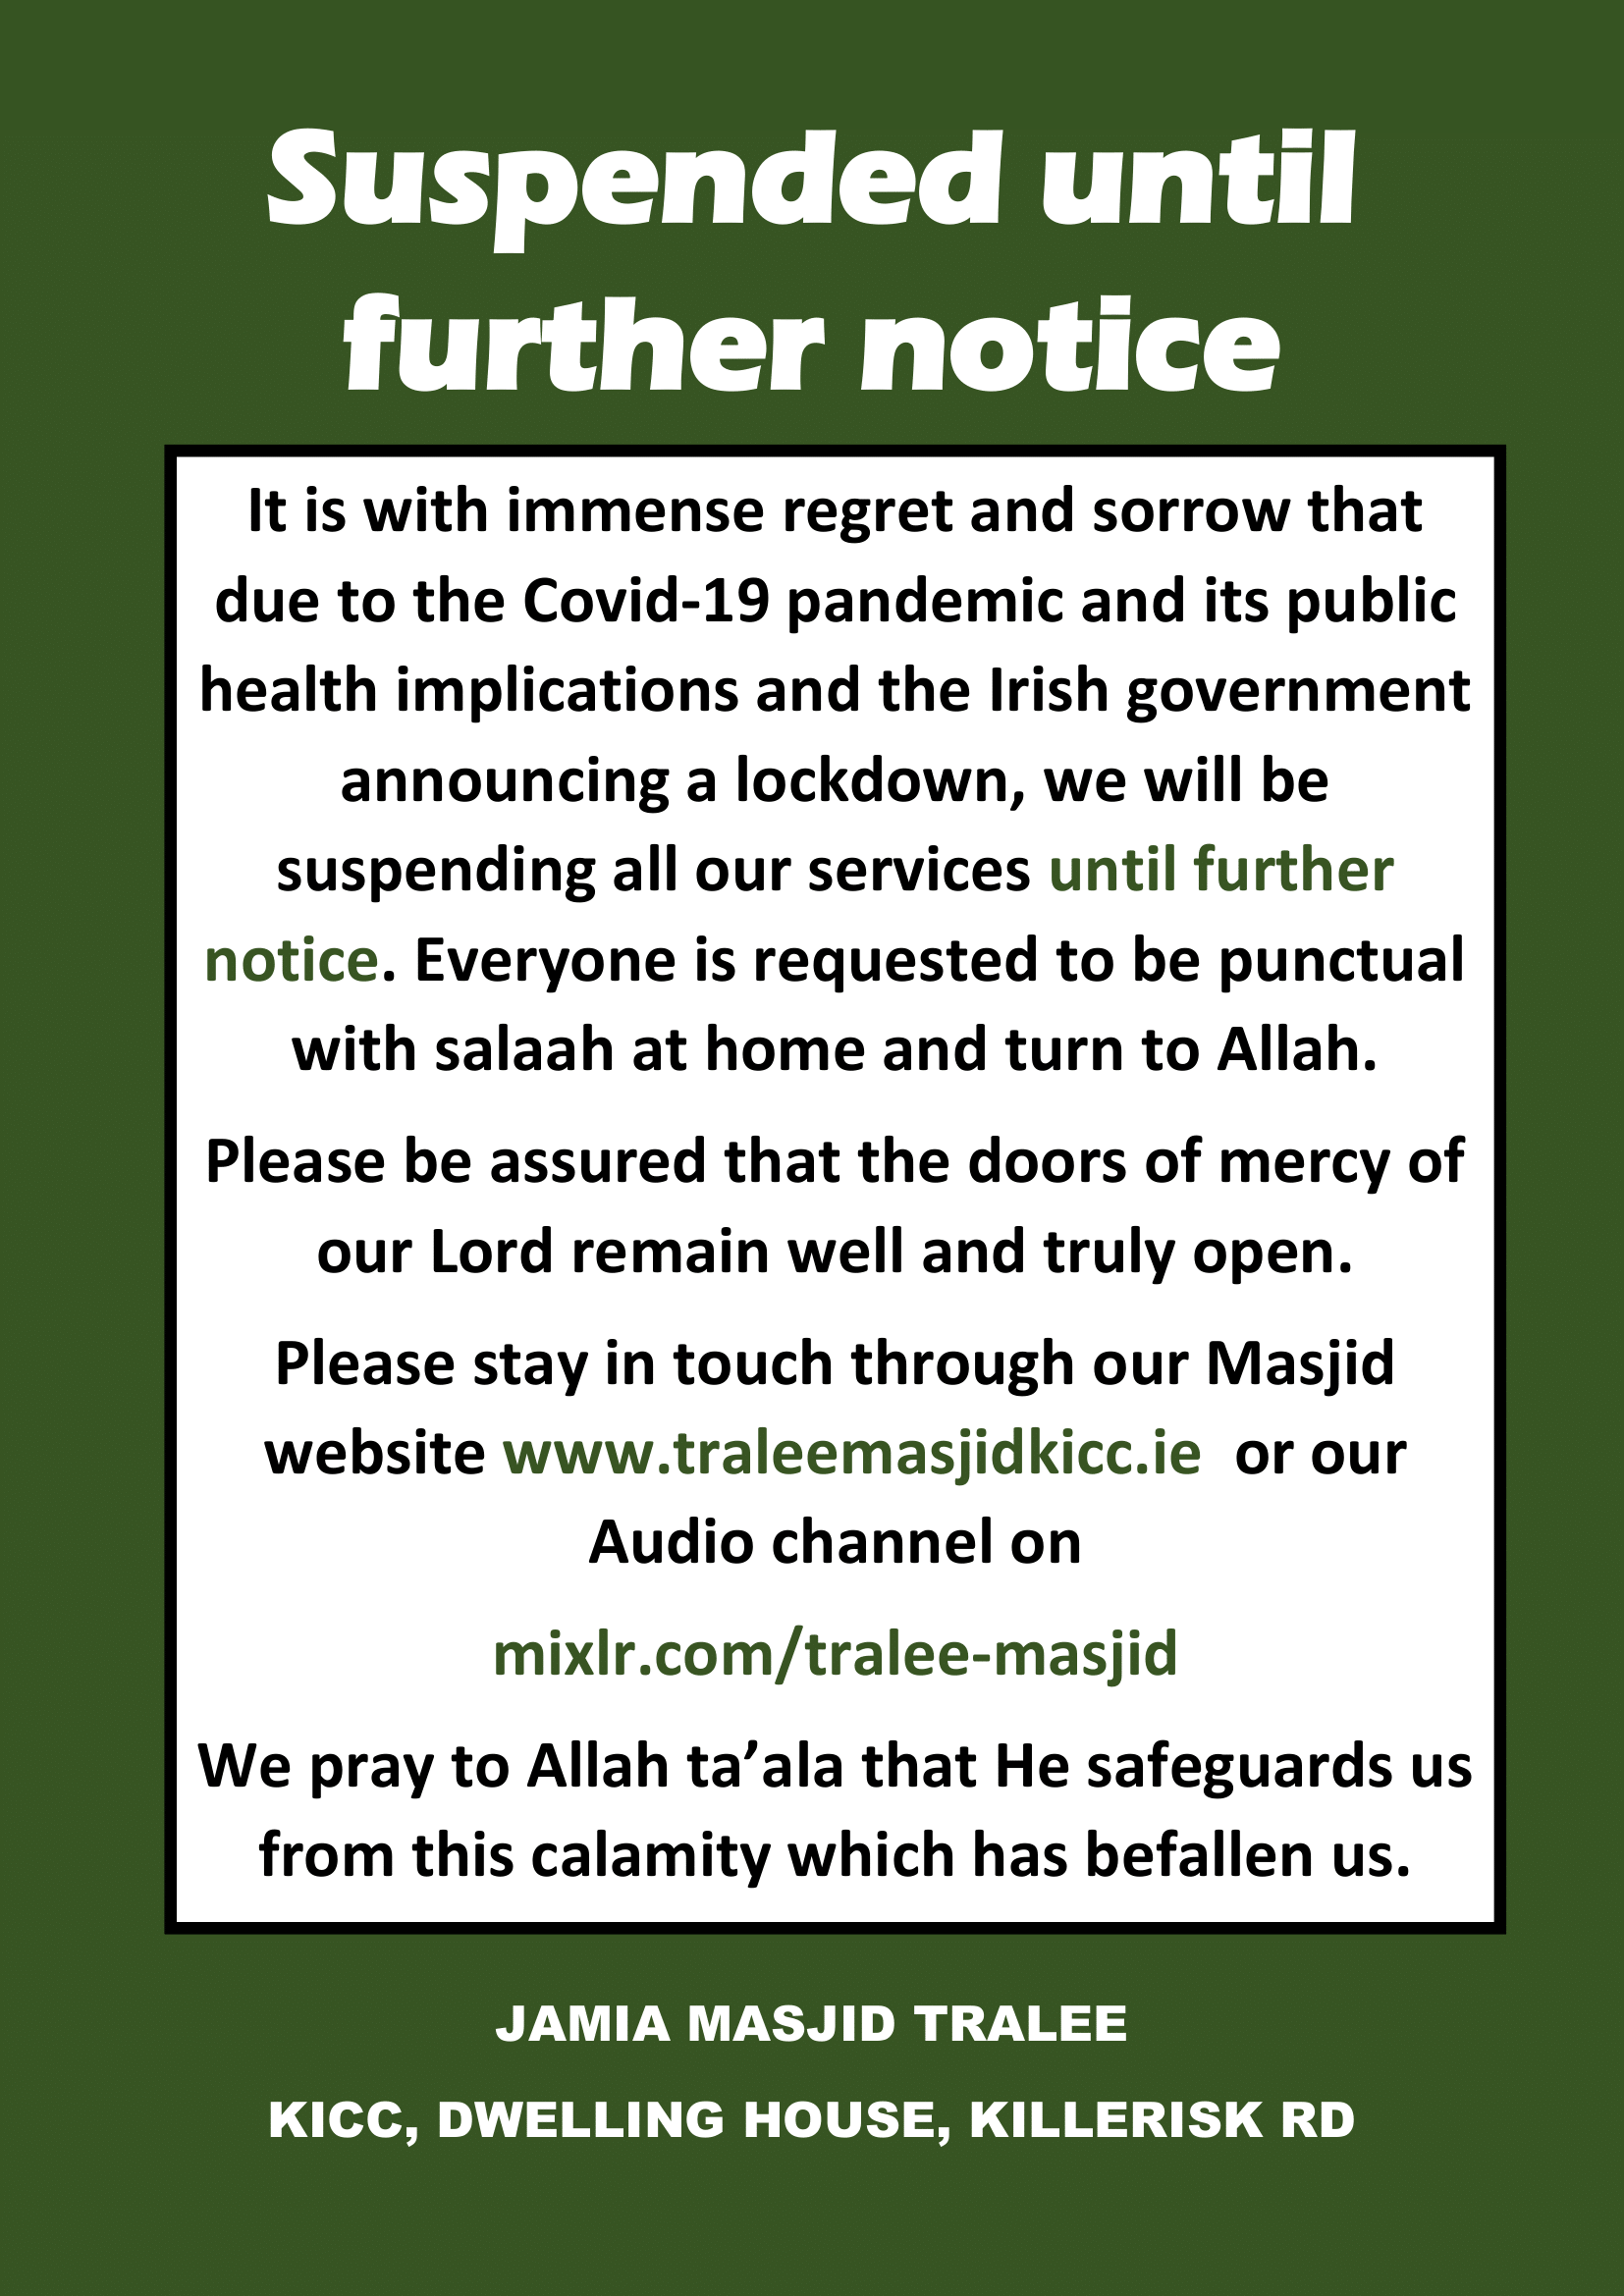 Suspended until
further notice
It is with immense regret and sorrow that
due to the Covid-19 pandemic and its public
health implications and the Irish government
announcing a lockdown, we will be
suspending all our services until further
notice. Everyone is requested to be punctual
with salaah at home and turn to Allah.
Please be assured that the doors of mercy of
our Lord remain well and truly open.
Please stay in touch through our Masjid
website www.traleemasjidkicc.ie or our
Audio channel on
mixlr.com/tralee-masjid
We pray to Allah ta’ala that He safeguards us
from this calamity which has befallen us.
JAMIA MASJID TRALEE
KICC, DWELLING HOUSE, KILLERISK RD